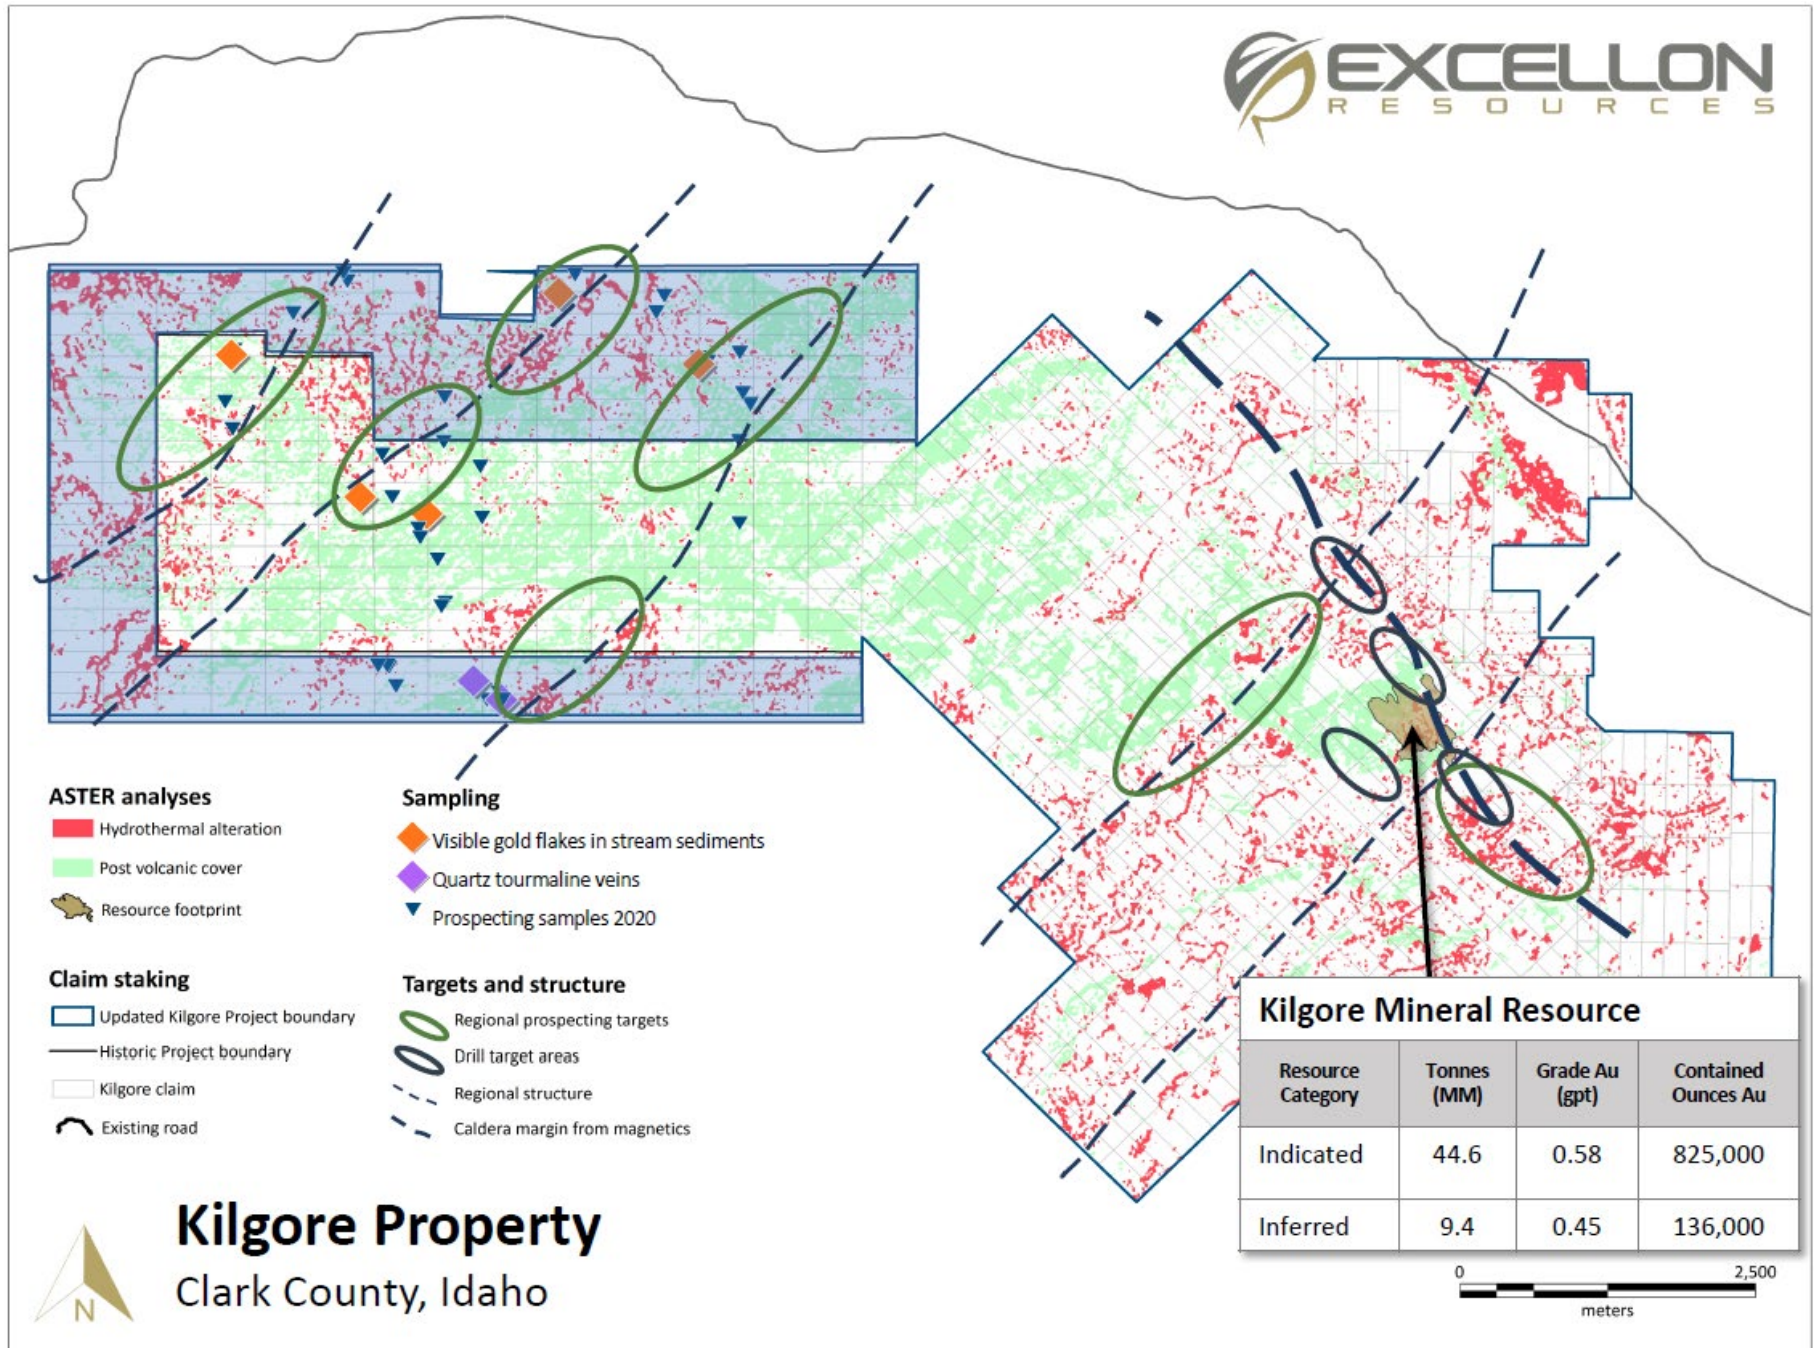 EXCELLON
RESOURCES
ASTER analyses
Hydrothermal alteration
Post volcanic cover
Resource footprint
Sampling
Visible gold flakes in stream sediments
Quartz tourmaline veins
Prospecting samples 2020
Claim staking
Updated Kilgore Project boundary
Historic Project boundary
Kilgore claim
Existing road
Targets and structure
Regional prospecting targets
Drill target areas
Regional structure
Caldera margin from magnetics
Kilgore Mineral Resource
Resource Category Tonnes (MM) Grade Au (gpt) Contained Ounces Au
Indicated 44.6 0.58 825,000
Inferred 9.4 0.45 136,000
0 2,500
meters
N
Kilgore Property
Clark County, Idaho